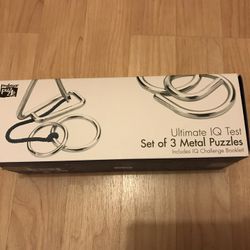 Ultimate IQ Test
Set of 3 Metal Puzzles
Includes IQ Challenge Booklet